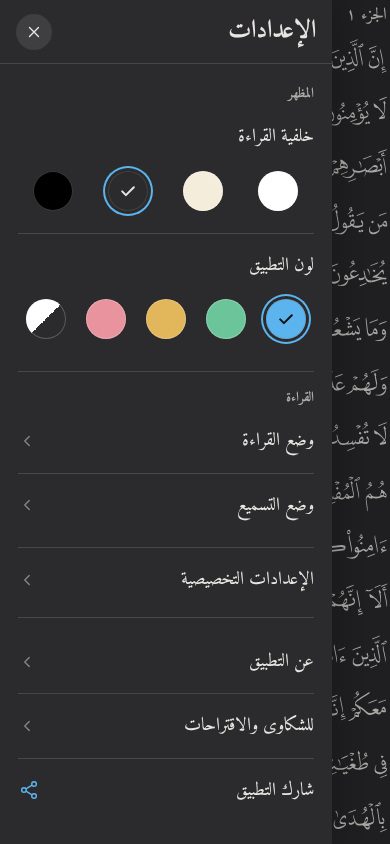 الإعدادات
المظهر
خلفية القراءة
لون التطبيق
القراءة
وضع القراءة
وضع التسميع
الإعدادات التخصيصية
عن التطبيق
للشكاوى والاقتراحات
شارك التطبيق
الجزء ١
إِنَّ ٱلَّذِينَ
لَا يُؤْمِنُونَ
أَبْصَٰرِهِمْ
مَن يَقُولُ
يُخَٰدِعُونَ
وَمَا يَشْعُ
وَلَهُمْ عَذَ
لَا تُفْسِدُ
هُمُ ٱلْمُفْ
ءَامِنُوا۟ كَ
أَلَآ إِنَّهُمْ
ٱلَّذِينَ ءَا
مَعَكُمْ إِنَّ
فِى طُغْيَٰ
بِٱلْهُدَىٰ